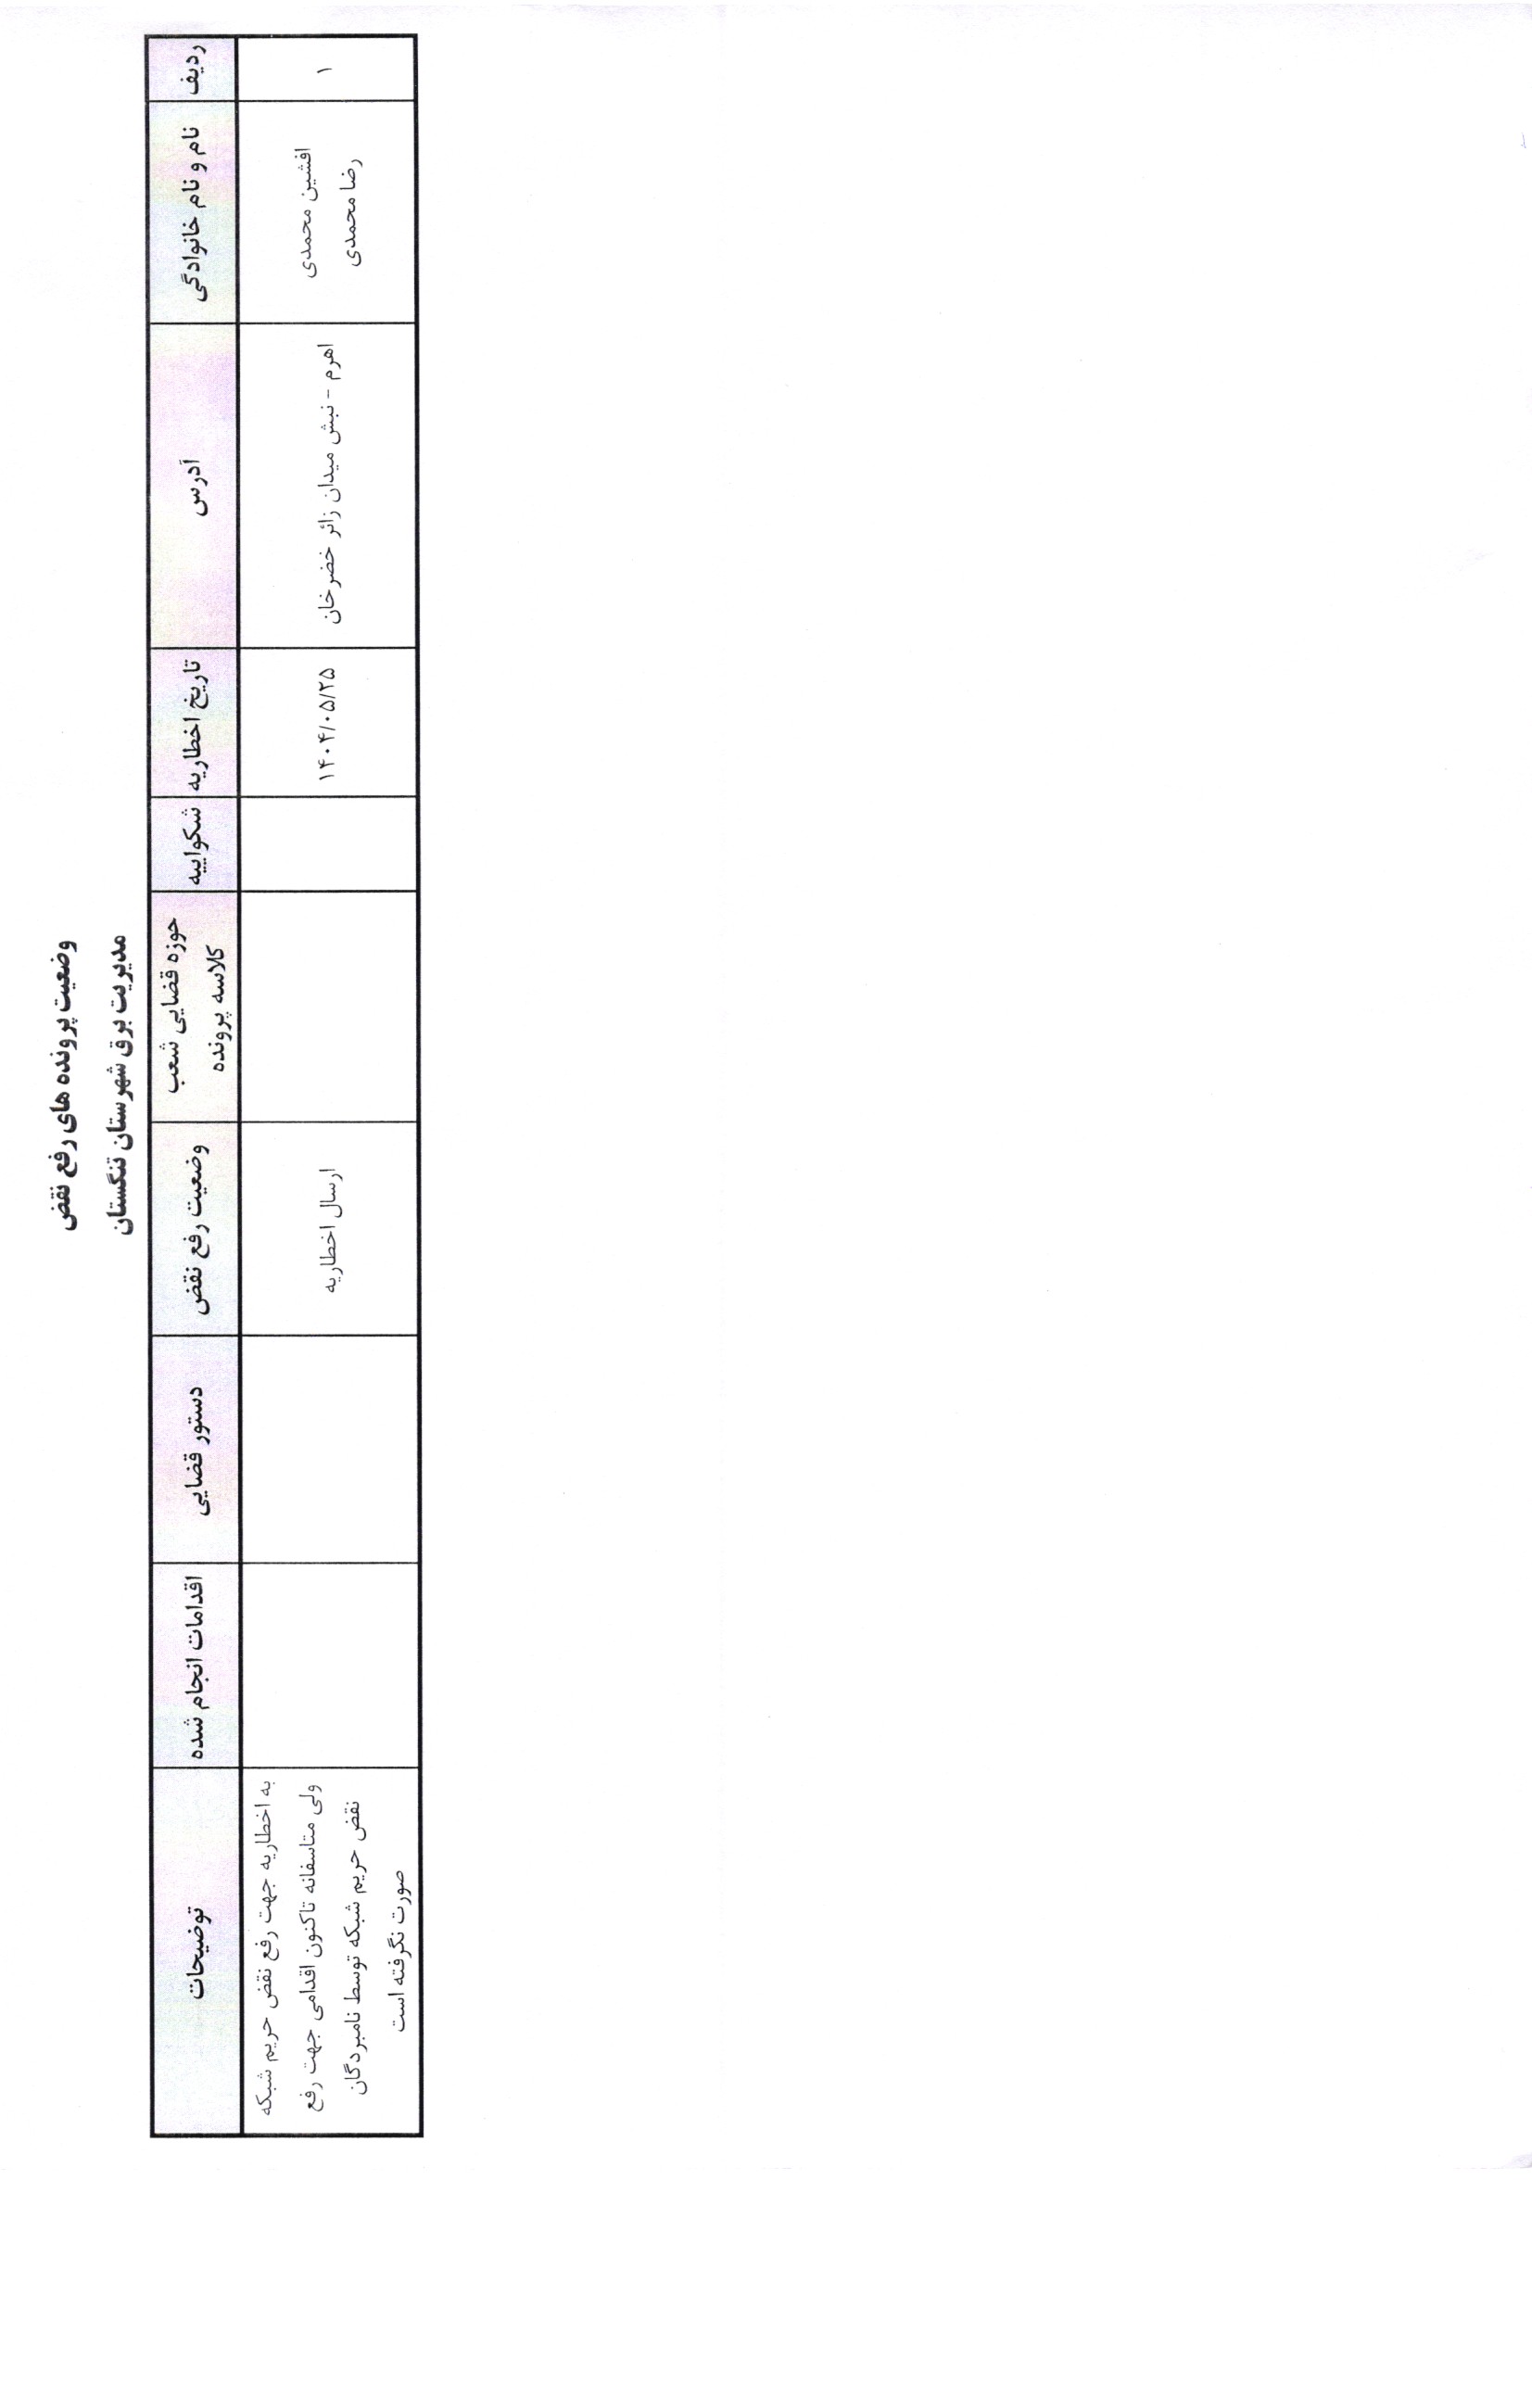 وضعیت پرونده های رفع نقض
مدیریت برق شهرستان تنگستان
ردیف
نام و نام خانوادگی
آدرس
تاریخ اخطاریه
شکواییه
حوزه قضایی شعب
کلاسه پرونده
وضعیت رفع نقض
دستور قضایی
اقدامات انجام شده
توضیحات
۱
افشین محمدی
رضا محمدی
اهرم - نبش میدان زائر خضرخان
۱۴۰۴/۰۵/۲۵
ارسال اخطاریه
به اخطاریه جهت رفع نقض حریم شبکه
ولی متاسفانه تاکنون اقدامی جهت رفع
نقض حریم شبکه توسط نامبردگان
صورت نگرفته است